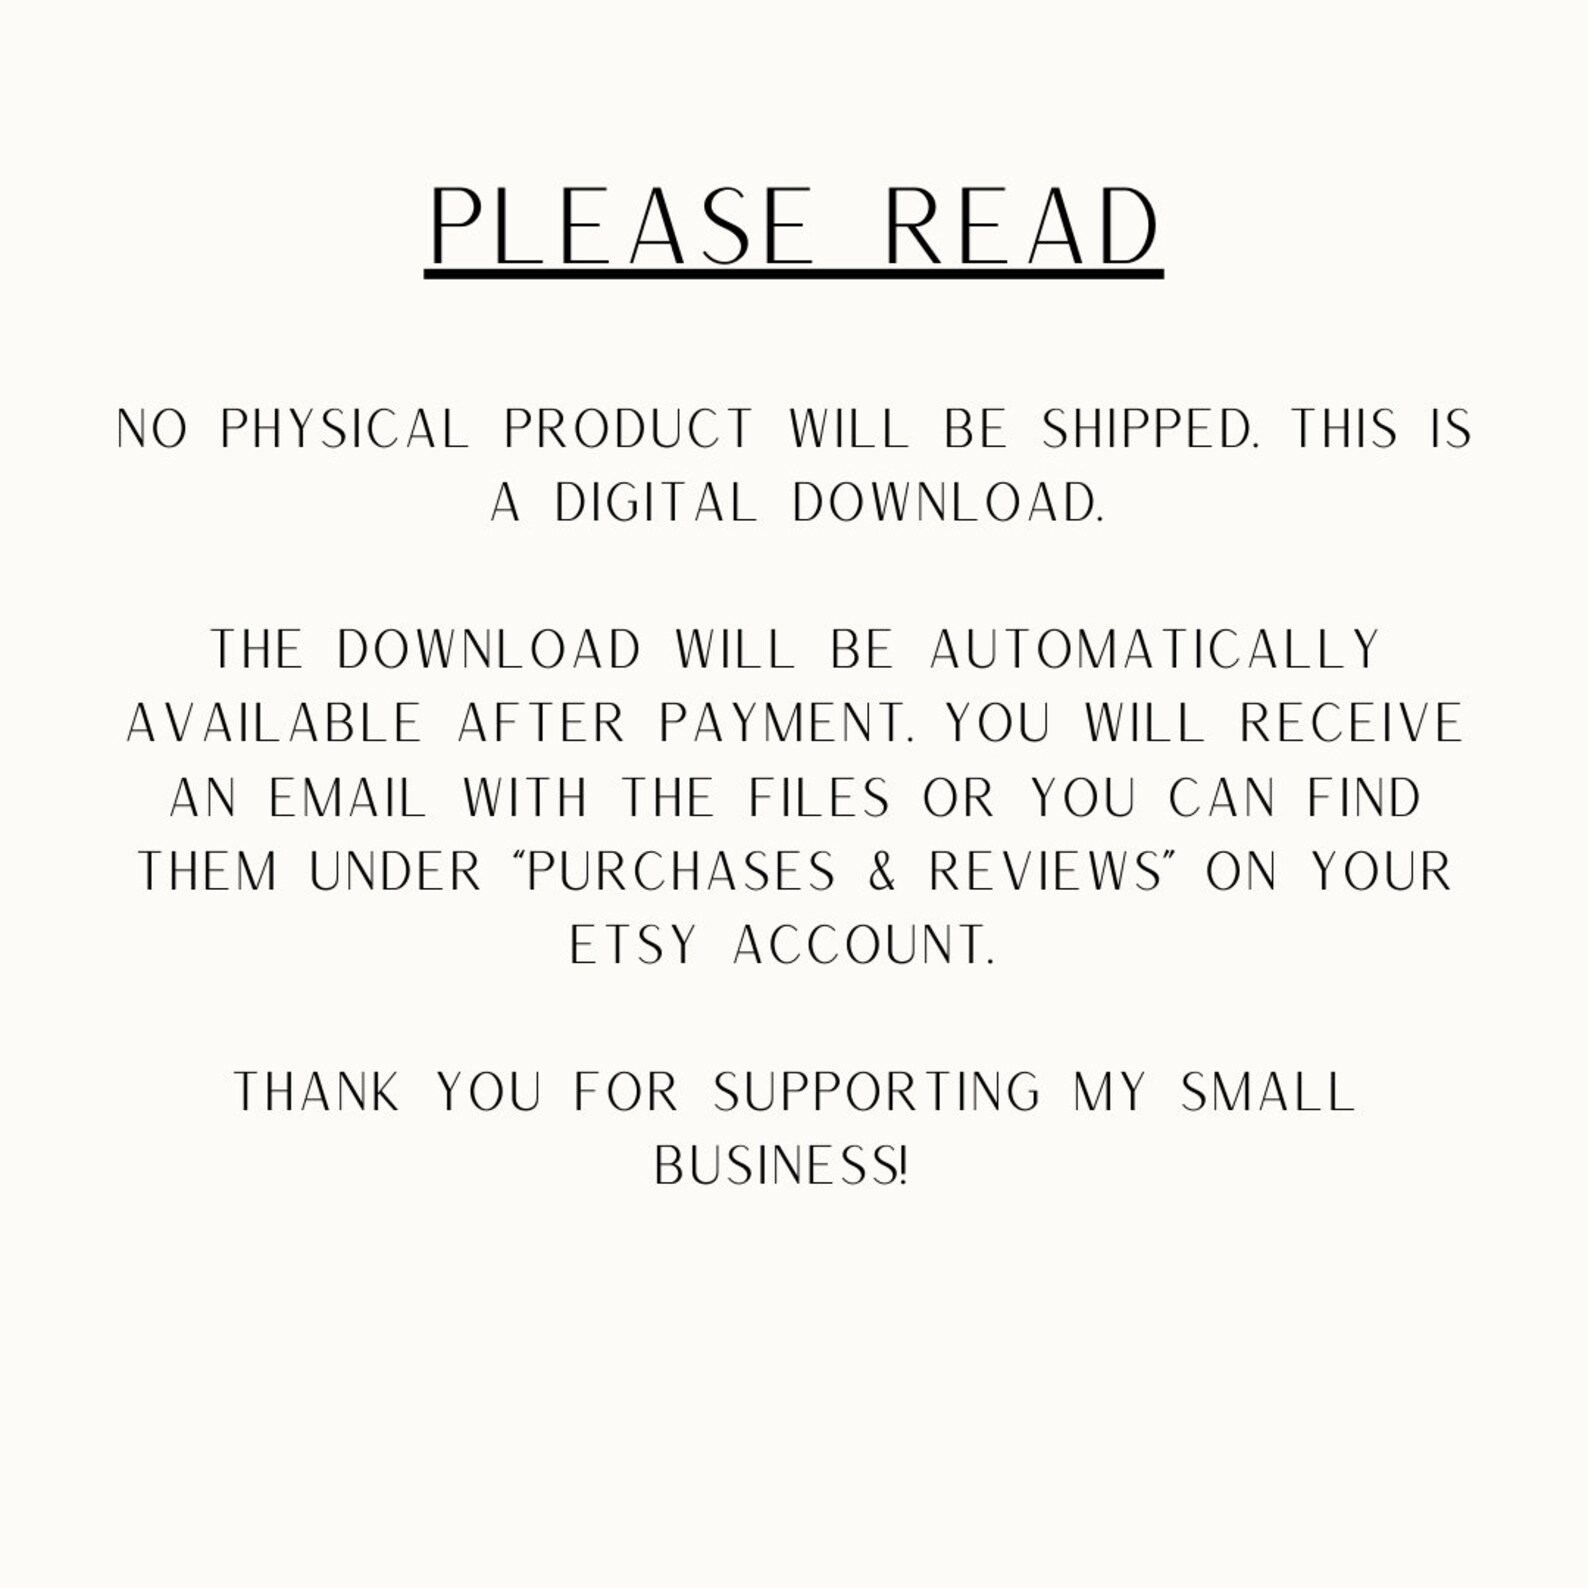 PLEASE READ
NO PHYSICAL PRODUCT WILL BE SHIPPED. THIS IS
A DIGITAL DOWNLOAD.
THE DOWNLOAD WILL BE AUTOMATICALLY
AVAILABLE AFTER PAYMENT. YOU WILL RECEIVE
AN EMAIL WITH THE FILES OR YOU CAN FIND
THEM UNDER “PURCHASES & REVIEWS” ON YOUR
ETSY ACCOUNT.
THANK YOU FOR SUPPORTING MY SMALL
BUSINESS!